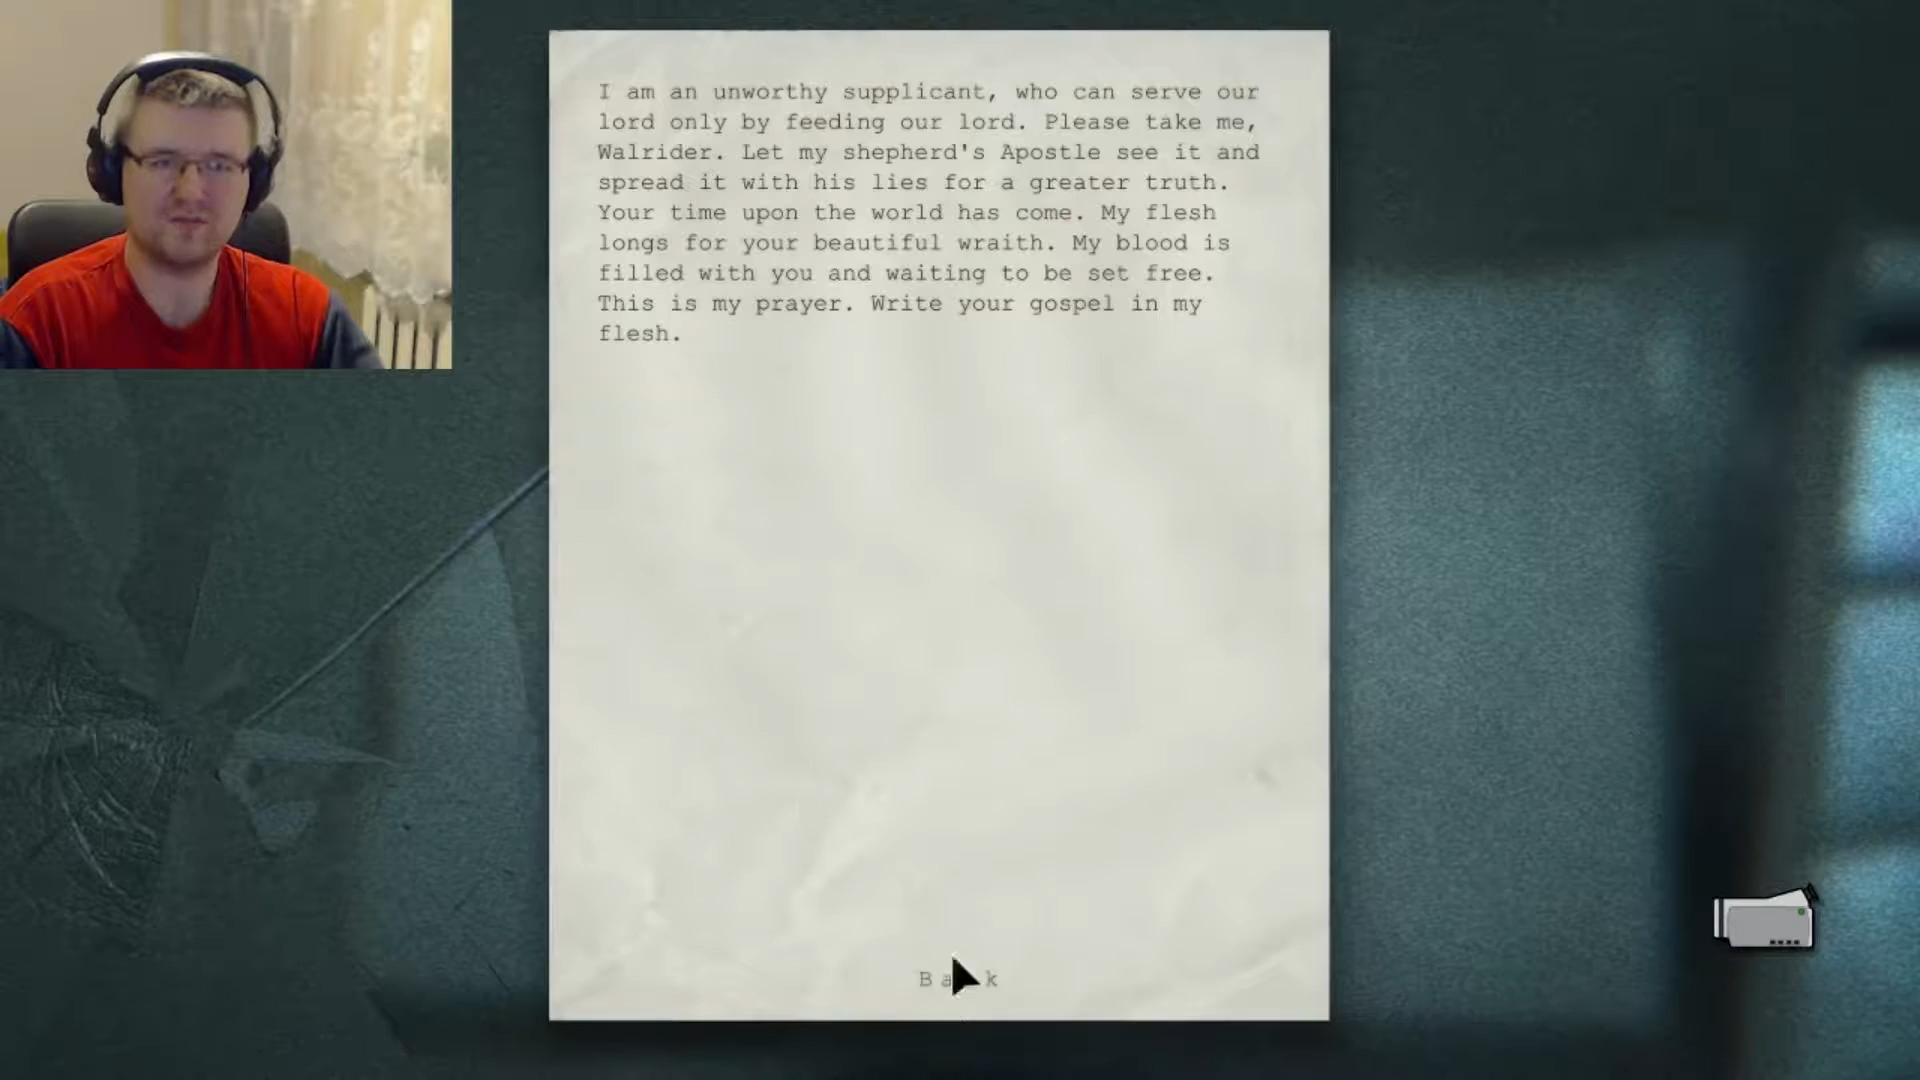 I am an unworthy supplicant, who can serve our
lord only by feeding our lord. Please take me,
Walrider. Let my shepherd's Apostle see it and
spread it with his lies for a greater truth.
Your time upon the world has come. My flesh
longs for your beautiful wraith. My blood is
filled with you and waiting to be set free.
This is my prayer. Write your gospel in my
flesh.
Back